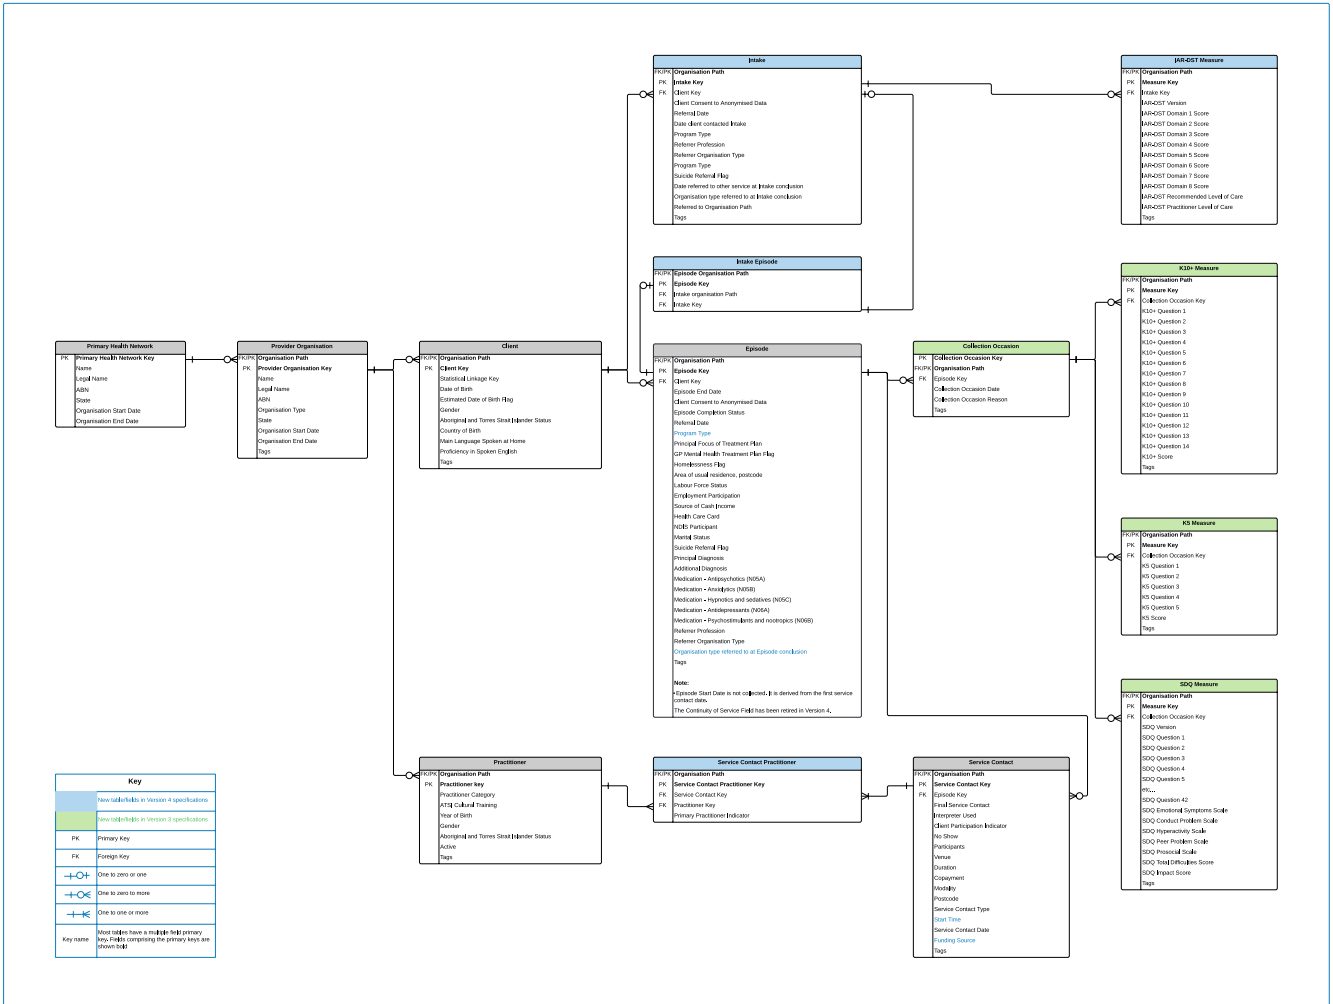 Intake
FK/PK Organisation Path
PK Intake Key
FK Client Key
Client Consent to Anonymised Data
Referral Date
Date client contacted Intake
Program Type
Referrer Profession
Referrer Organisation Type
Program Type
Suicide Referral Flag
Date referred to other service at Intake conclusion
Organisation type referred to at Intake conclusion
Referred to Organisation Path
Tags
IAR-DST Measure
FK/PK Organisation Path
PK Measure Key
FK Intake Key
IAR-DST Version
IAR-DST Domain 1 Score
IAR-DST Domain 2 Score
IAR-DST Domain 3 Score
IAR-DST Domain 4 Score
IAR-DST Domain 5 Score
IAR-DST Domain 6 Score
IAR-DST Domain 7 Score
IAR-DST Domain 8 Score
IAR-DST Recommended Level of Care
IAR-DST Practitioner Level of Care
Tags
Intake Episode
FK/PK Episode Organisation Path
PK Episode Key
FK Intake organisation Path
FK Intake Key
K10+ Measure
FK/PK Organisation Path
PK Measure Key
FK Collection Occasion Key
K10+ Question 1
K10+ Question 2
K10+ Question 3
K10+ Question 4
K10+ Question 5
K10+ Question 6
K10+ Question 7
K10+ Question 8
K10+ Question 9
K10+ Question 10
K10+ Question 11
K10+ Question 12
K10+ Question 13
K10+ Question 14
K10+ Score
Tags
Primary Health Network
PK Primary Health Network Key
Name
Legal Name
ABN
State
Organisation Start Date
Organisation End Date
Provider Organisation
FK/PK Organisation Path
PK Provider Organisation Key
Name
Legal Name
ABN
Organisation Type
State
Organisation Start Date
Organisation End Date
Tags
Client
FK/PK Organisation Path
PK Client Key
Statistical Linkage Key
Date of Birth
Estimated Date of Birth Flag
Gender
Aboriginal and Torres Strait Islander Status
Country of Birth
Main Language Spoken at Home
Proficiency in Spoken English
Tags
Episode
FK/PK Organisation Path
PK Episode Key
FK Client Key
Episode End Date
Client Consent to Anonymised Data
Episode Completion Status
Referral Date
Program Type
Principal Focus of Treatment Plan
GP Mental Health Treatment Plan Flag
Homelessness Flag
Area of usual residence, postcode
Labour Force Status
Employment Participation
Source of Cash Income
Health Care Card
NDIS Participant
Marital Status
Suicide Referral Flag
Principal Diagnosis
Additional Diagnosis
Medication - Antipsychotics (N05A)
Medication - Anxiolytics (N05B)
Medication - Hypnotics and sedatives (N05C)
Medication - Antidepressants (N06A)
Medication - Psychostimulants and nootropics (N06B)
Referrer Profession
Referrer Organisation Type
Organisation type referred to at Episode conclusion
Tags
Note:
• Episode Start Date is not collected. It is derived from the first service
contact date.
The Continuity of Service Field has been retired in Version 4.
Collection Occasion
PK Collection Occasion Key
FK/PK Organisation Path
FK Episode Key
Collection Occasion Date
Collection Occasion Reason
Tags
K5 Measure
FK/PK Organisation Path
PK Measure Key
FK Collection Occasion Key
K5 Question 1
K5 Question 2
K5 Question 3
K5 Question 4
K5 Question 5
K5 Score
Tags
SDQ Measure
FK/PK Organisation Path
PK Measure Key
FK Collection Occasion Key
SDQ Version
SDQ Question 1
SDQ Question 2
SDQ Question 3
SDQ Question 4
SDQ Question 5
etc...
SDQ Question 42
SDQ Emotional Symptoms Scale
SDQ Conduct Problem Scale
SDQ Hyperactivity Scale
SDQ Peer Problem Scale
SDQ Prosocial Scale
SDQ Total Difficulties Score
SDQ Impact Score
Tags
Practitioner
FK/PK Organisation Path
PK Practitioner key
Practitioner Category
ATSI Cultural Training
Year of Birth
Gender
Aboriginal and Torres Strait Islander Status
Active
Tags
Service Contact Practitioner
FK/PK Organisation Path
PK Service Contact Practitioner Key
FK Service Contact Key
FK Practitioner Key
Primary Practitioner Indicator
Service Contact
FK/PK Organisation Path
PK Service Contact Key
FK Episode Key
Final Service Contact
Interpreter Used
Client Participation Indicator
No Show
Participants
Venue
Duration
Copayment
Modality
Postcode
Service Contact Type
Start Time
Service Contact Date
Funding Source
Tags
Key
New table/fields in Version 4 specifications
New table/fields in Version 3 specifications
PK Primary Key
FK Foreign Key
One to zero or one
One to zero to more
One to one or more
Key name
Most tables have a multiple field primary
key. Fields comprising the primary keys are
shown bold